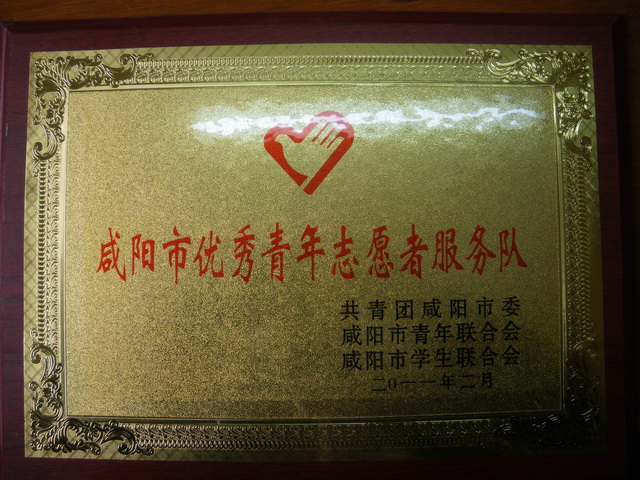 咸阳市优秀青年志愿者服务队
共青团咸阳市委
咸阳市青年联合会
咸阳市学生联合会
二0一一年二月